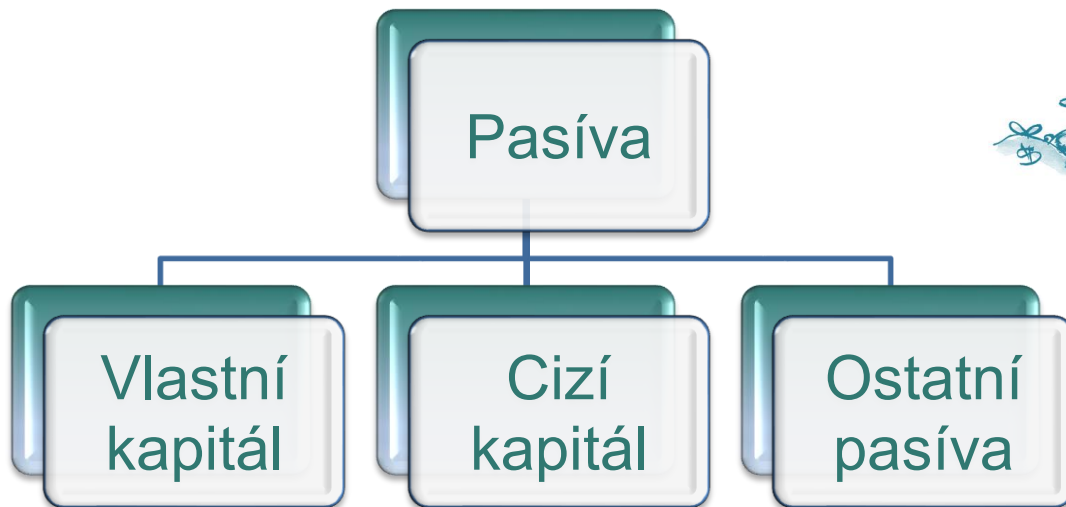 Pasíva
Vlastní
kapitál
Cizí
kapitál
Ostatní
pasíva